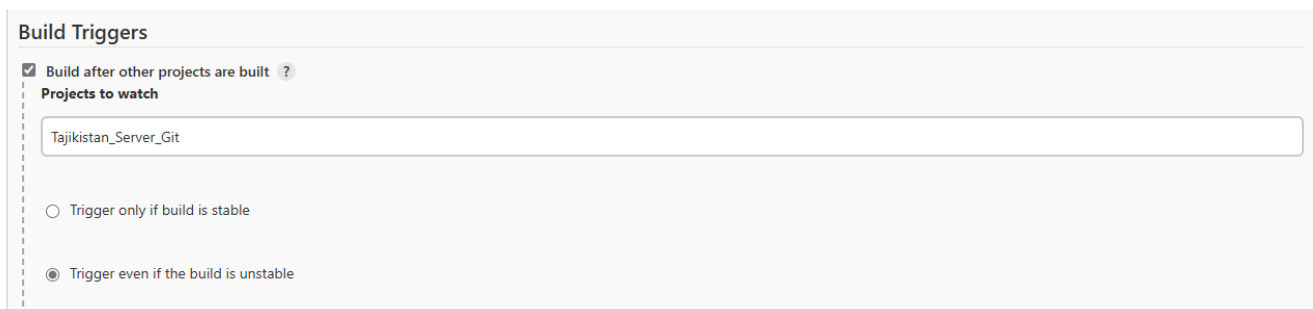 Build Triggers
Build after other projects are built ?
Projects to watch
Tajikistan_Server_Git
Trigger only if build is stable
Trigger even if the build is unstable